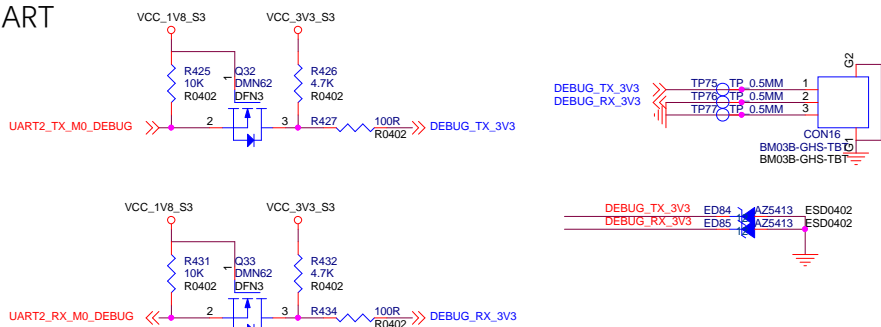 ART
VCC_1V8_S3
VCC_3V3_S3
R425
10K
R0402
1
Q32
DMN62
DFN3
R426
4.7K
R0402
UART2_TX_M0_DEBUG
2
3
R427
100R
R0402
DEBUG_TX_3V3
DEBUG_TX_3V3
DEBUG_RX_3V3
TP75
TP_0.5MM
1
TP76
TP_0.5MM
2
TP77
TP_0.5MM
3
G2
G1
CON16
BM03B-GHS-TBT
BM03B-GHS-TBT
VCC_1V8_S3
VCC_3V3_S3
R431
10K
R0402
1
Q33
DMN62
DFN3
R432
4.7K
R0402
UART2_RX_M0_DEBUG
2
3
R434
100R
R0402
DEBUG_RX_3V3
DEBUG_TX_3V3
ED84
AZ5413
ESD0402
DEBUG_RX_3V3
ED85
AZ5413
ESD0402